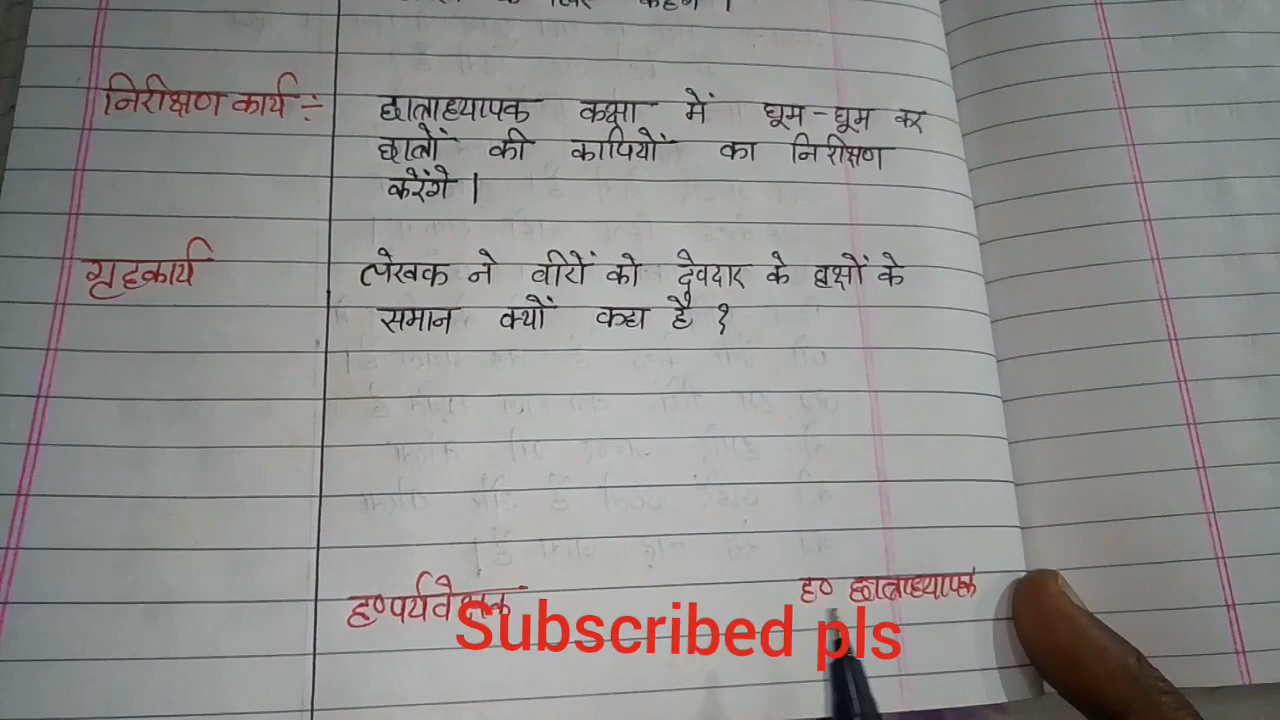 निरीक्षण कार्य :- छात्राध्यापक कक्षा में घूम-घूम कर
छात्रों की कापियों का निरीक्षण
करेंगे ।
गृहकार्य लेखक ने वीरों को देवदार के वृक्षों के
समान क्यों कहा है ?
ह० पर्यवेक्षक ह० छात्राध्यापक
Subscribed pls